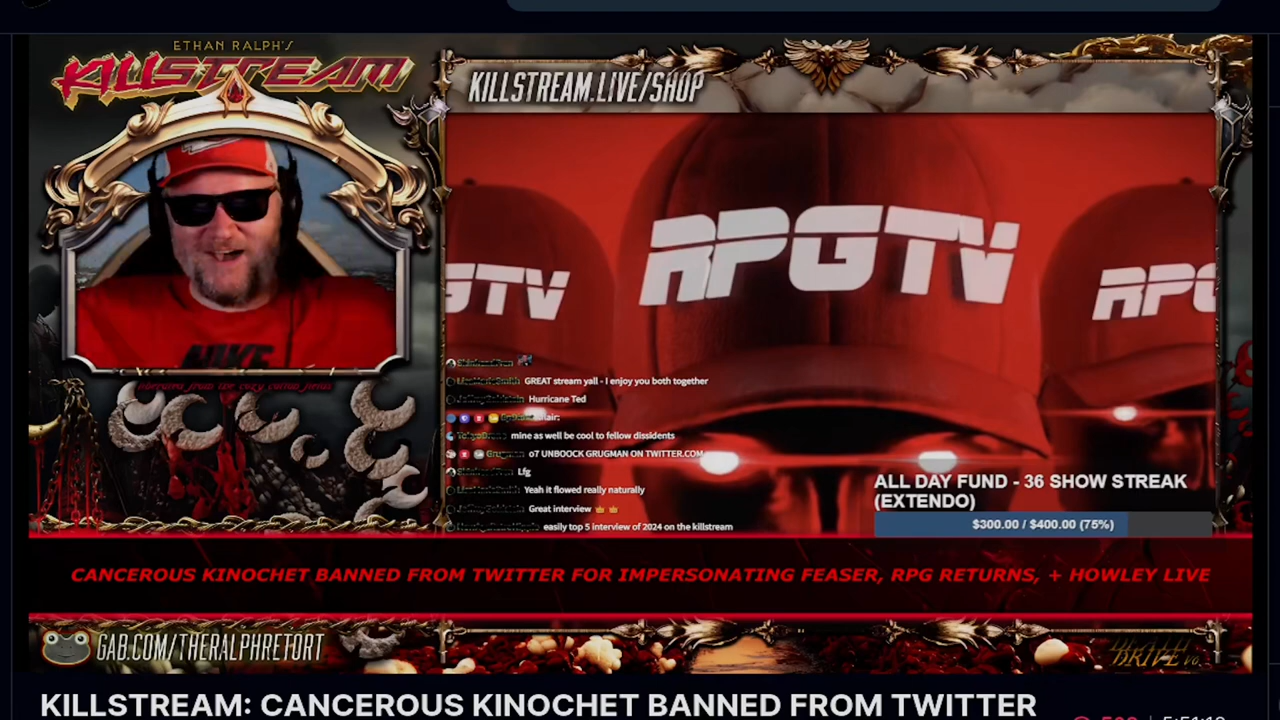 ETHAN RALPH'S
KILLSTREAM
KILLSTREAM.LIVE/SHOP
RPGTV
GTV
RPG
NIKE
GREAT stream yall - I enjoy you both together
Hurricane Ted
hair:
mine as well be cool to fellow dissidents
Grugman o7 UNBOOCK GRUGMAN ON TWITTER.COM
Lfg
Yeah it flowed really naturally
Great interview
easily top 5 interview of 2024 on the killstream
ALL DAY FUND - 36 SHOW STREAK
(EXTENDO)
$300.00 / $400.00 (75%)
CANCEROUS KINOCHET BANNED FROM TWITTER FOR IMPERSONATING FEASER, RPG RETURNS, + HOWLEY LIVE
GAB.COM/THERALPHRETORT
KILLSTREAM: CANCEROUS KINOCHET BANNED FROM TWITTER